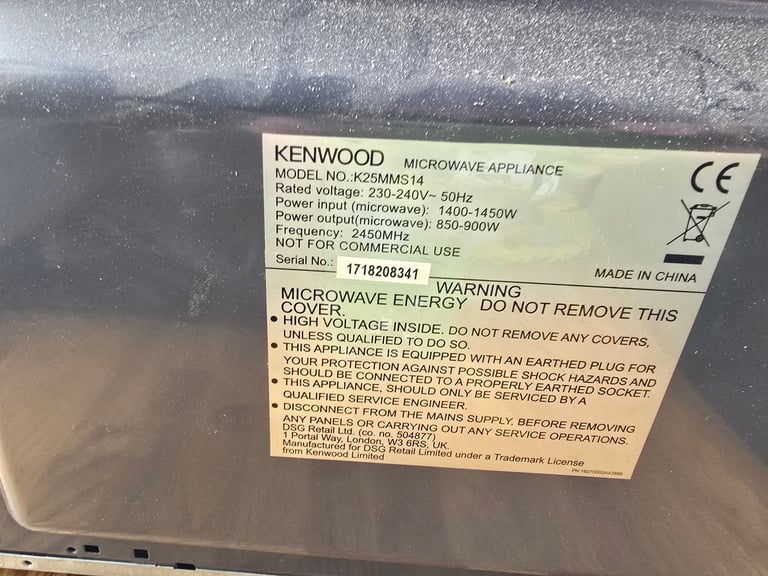 KENWOOD MICROWAVE APPLIANCE
MODEL NO.:K25MMS14
Rated voltage: 230-240V~ 50Hz
Power input (microwave): 1400-1450W
Power output(microwave): 850-900W
Frequency: 2450MHz
NOT FOR COMMERCIAL USE
Serial No.: 1718208341
CE
MADE IN CHINA
WARNING
MICROWAVE ENERGY DO NOT REMOVE THIS
COVER.
• HIGH VOLTAGE INSIDE. DO NOT REMOVE ANY COVERS,
UNLESS QUALIFIED TO DO SO.
• THIS APPLIANCE IS EQUIPPED WITH AN EARTHED PLUG FOR
YOUR PROTECTION AGAINST POSSIBLE SHOCK HAZARDS AND
SHOULD BE CONNECTED TO A PROPERLY EARTHED SOCKET.
• THIS APPLIANCE, SHOULD ONLY BE SERVICED BY A
QUALIFIED SERVICE ENGINEER.
• DISCONNECT FROM THE MAINS SUPPLY, BEFORE REMOVING
ANY PANELS OR CARRYING OUT ANY SERVICE OPERATIONS.
DSG Retail Ltd. (co. no. 504877)
1 Portal Way, London, W3 6RS, UK.
Manufactured for DSG Retail Limited under a Trademark License
from Kenwood Limited